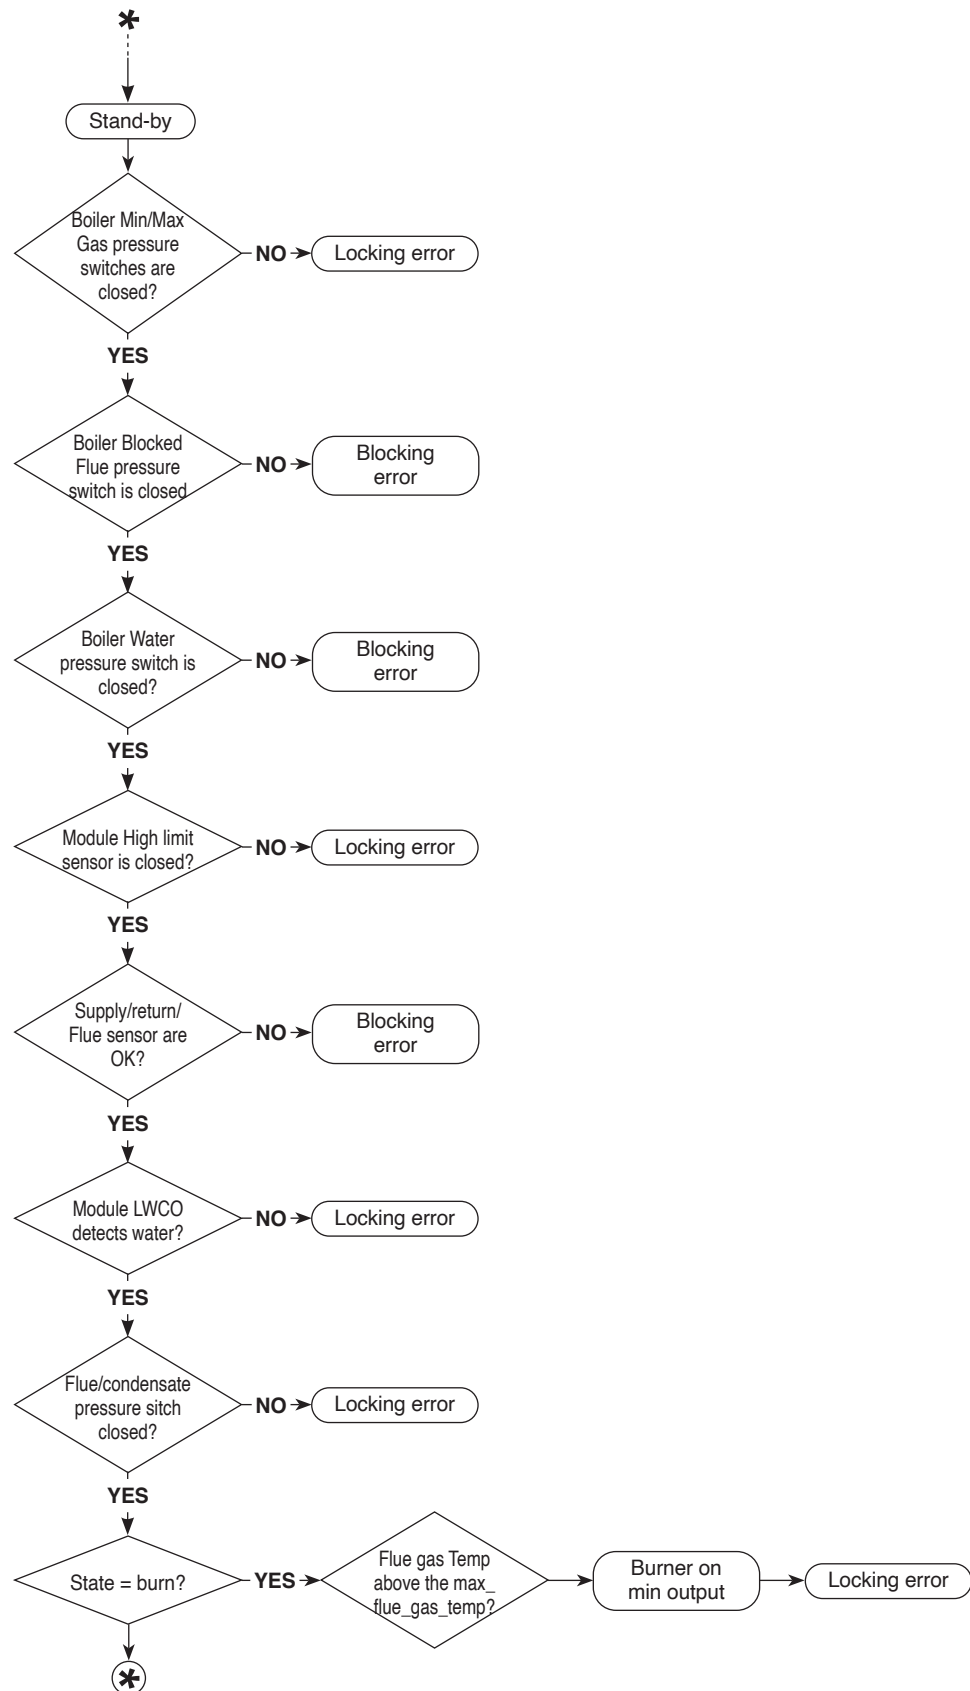 *
Stand-by
Boiler Min/Max
Gas pressure
switches are
closed?
NO
Locking error
YES
Boiler Blocked
Flue pressure
switch is closed
NO
Blocking
error
YES
Boiler Water
pressure switch is
closed?
NO
Blocking
error
YES
Module High limit
sensor is closed?
NO
Locking error
YES
Supply/return/
Flue sensor are
OK?
NO
Blocking
error
YES
Module LWCO
detects water?
NO
Locking error
YES
Flue/condensate
pressure sitch
closed?
NO
Locking error
YES
State = burn?
YES
Flue gas Temp
above the max_
flue_gas_temp?
Burner on
min output
Locking error
*